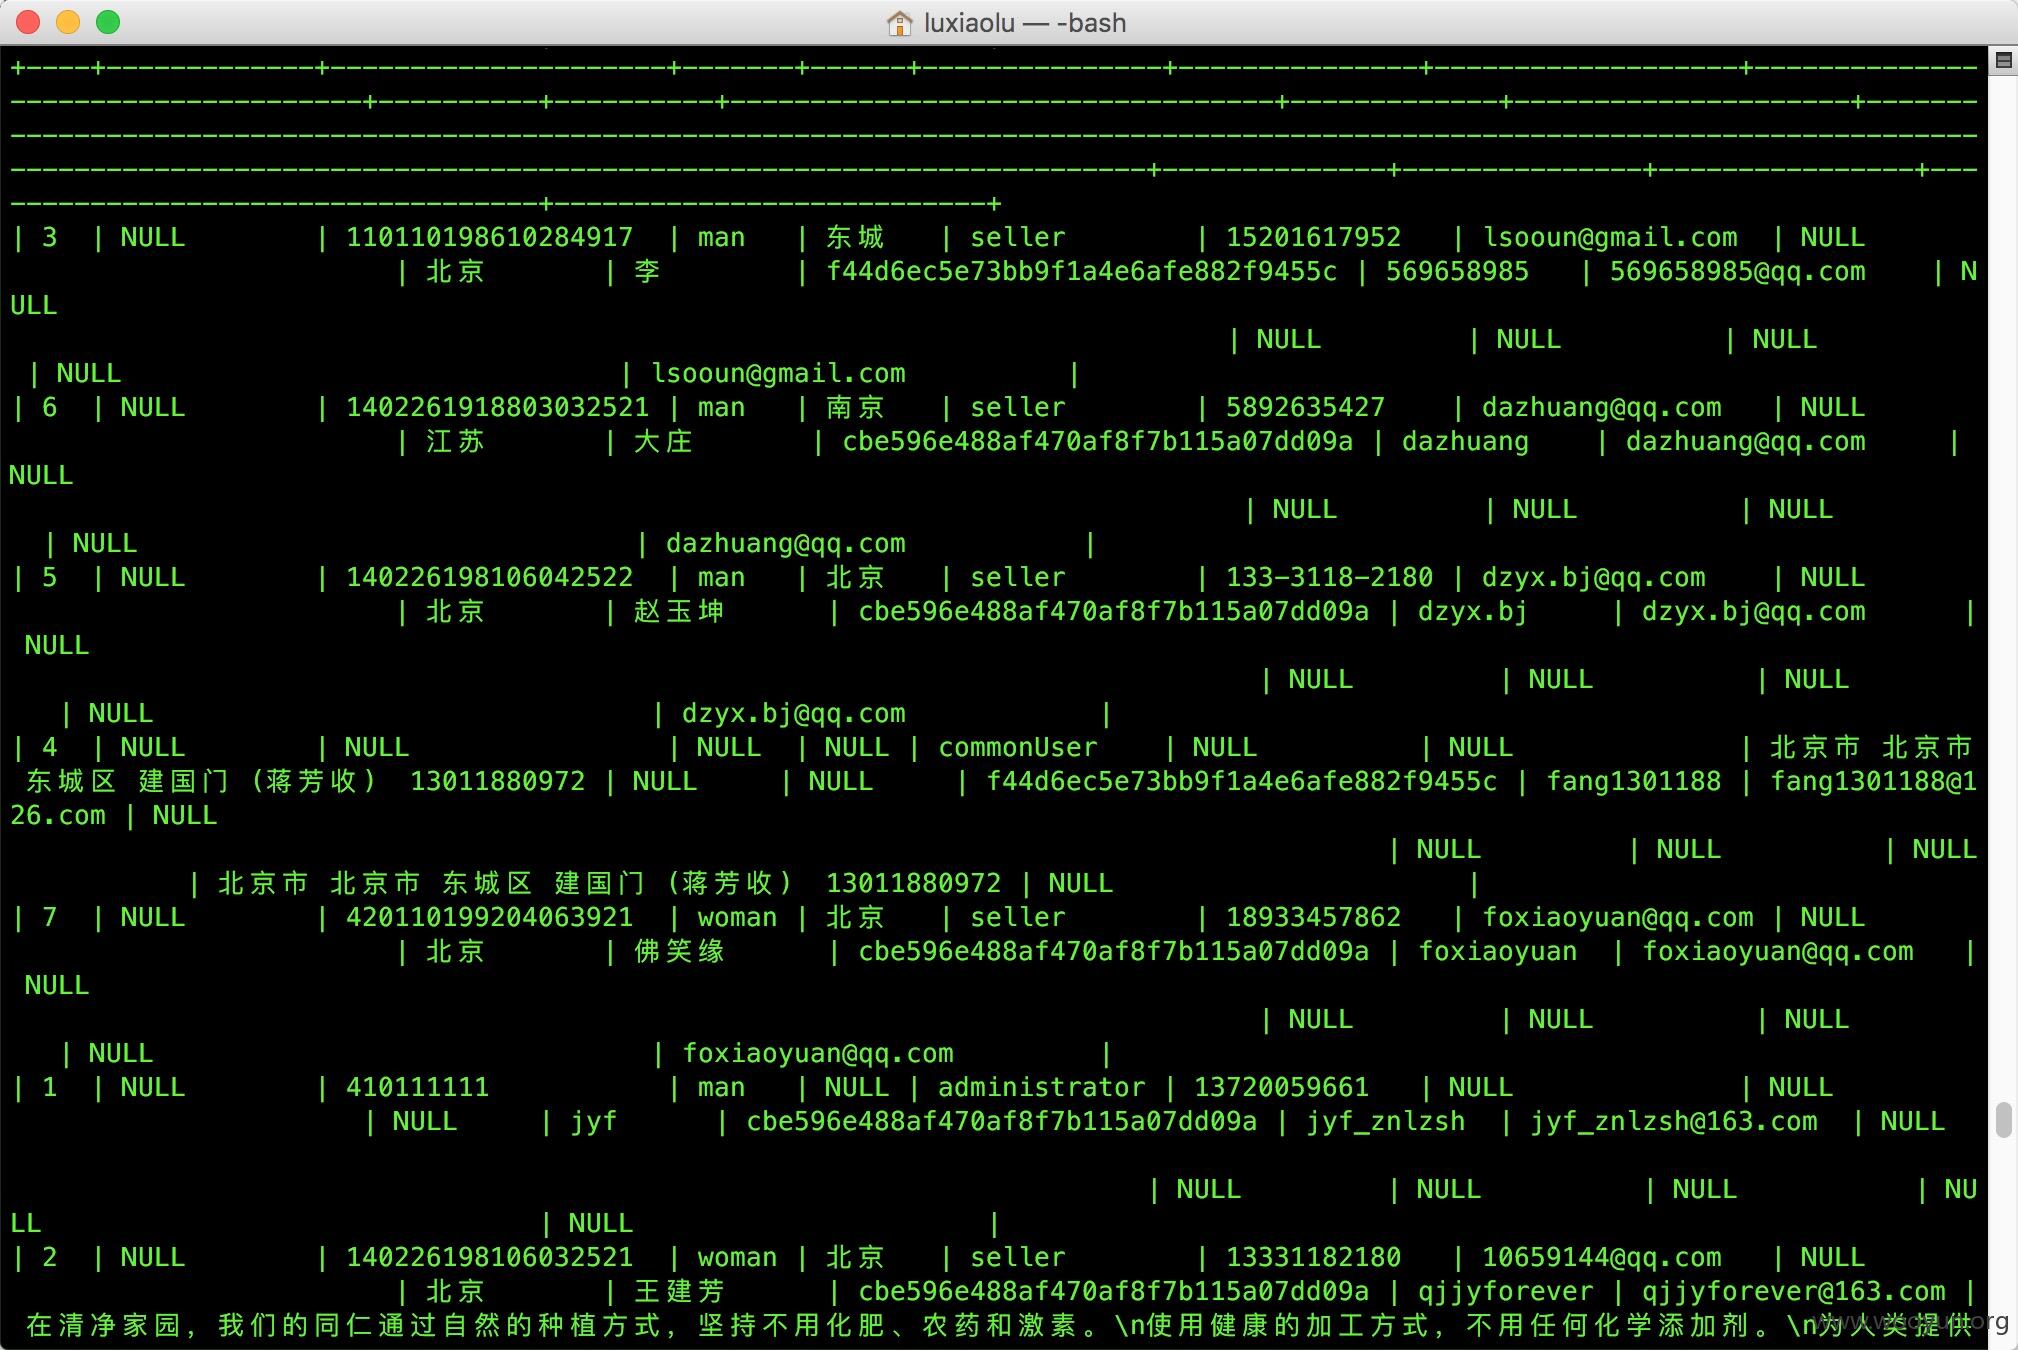 luxiaolu — -bash
| 3 | NULL | 110110198610284917 | man | 东城 | seller | 15201617952 | lsooun@gmail.com | NULL
| 北京 | 李 | f44d6ec5e73bb9f1a4e6afe882f9455c | 569658985 | 569658985@qq.com | N
ULL
| NULL | NULL | NULL
| NULL | lsooun@gmail.com |
| 6 | NULL | 1402261918803032521 | man | 南京 | seller | 5892635427 | dazhuang@qq.com | NULL
| 江苏 | 大庄 | cbe596e488af470af8f7b115a07dd09a | dazhuang | dazhuang@qq.com |
NULL
| NULL | NULL | NULL
| NULL | dazhuang@qq.com |
| 5 | NULL | 140226198106042522 | man | 北京 | seller | 133-3118-2180 | dzyx.bj@qq.com | NULL
| 北京 | 赵玉坤 | cbe596e488af470af8f7b115a07dd09a | dzyx.bj | dzyx.bj@qq.com |
NULL
| NULL | NULL | NULL
| NULL | dzyx.bj@qq.com |
| 4 | NULL | NULL | NULL | NULL | commonUser | NULL | NULL | 北京市 北京市
东城区 建国门 (蒋芳收) 13011880972 | NULL | NULL | f44d6ec5e73bb9f1a4e6afe882f9455c | fang1301188 | fang1301188@1
26.com | NULL
| NULL | NULL | NULL
| 北京市 北京市 东城区 建国门 (蒋芳收) 13011880972 | NULL |
| 7 | NULL | 420110199204063921 | woman | 北京 | seller | 18933457862 | foxiaoyuan@qq.com | NULL
| 北京 | 佛笑缘 | cbe596e488af470af8f7b115a07dd09a | foxiaoyuan | foxiaoyuan@qq.com |
NULL
| NULL | NULL | NULL
| NULL | foxiaoyuan@qq.com |
| 1 | NULL | 410111111 | man | NULL | administrator | 13720059661 | NULL | NULL
| NULL | jyf | cbe596e488af470af8f7b115a07dd09a | jyf_znlzsh | jyf_znlzsh@163.com | NULL
| NULL | NULL | NULL | NU
LL | NULL |
| 2 | NULL | 140226198106032521 | woman | 北京 | seller | 13331182180 | 10659144@qq.com | NULL
| 北京 | 王建芳 | cbe596e488af470af8f7b115a07dd09a | qjjyforever | qjjyforever@163.com |
在清净家园，我们的同仁通过自然的种植方式，坚持不用化肥、农药和激素。\n使用健康的加工方式，不用任何化学添加剂。\n为人类提供
www.wooyun.org